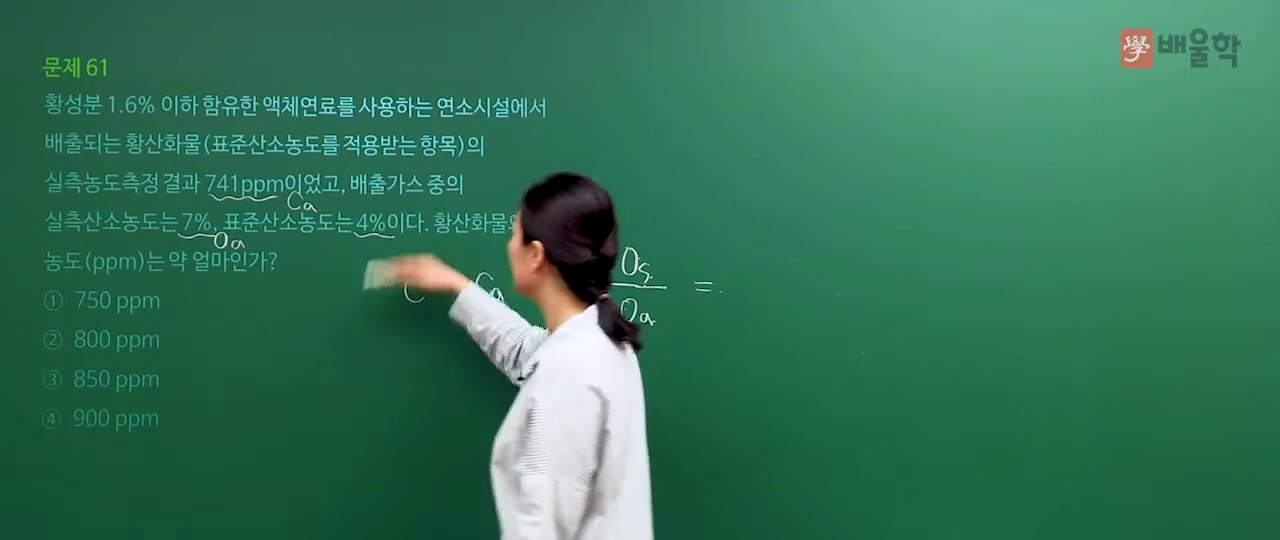 學 배울학
문제 61
황성분 1.6% 이하 함유한 액체연료를 사용하는 연소시설에서
배출되는 황산화물(표준산소농도를 적용받는 항목)의
실측농도측정 결과 741ppm이었고, 배출가스 중의
Ca
실측산소농도는 7%, 표준산소농도는 4%이다. 황산화물
Oa
농도(ppm)는 약 얼마인가?
C Ca Os Oa =
① 750 ppm
② 800 ppm
③ 850 ppm
④ 900 ppm